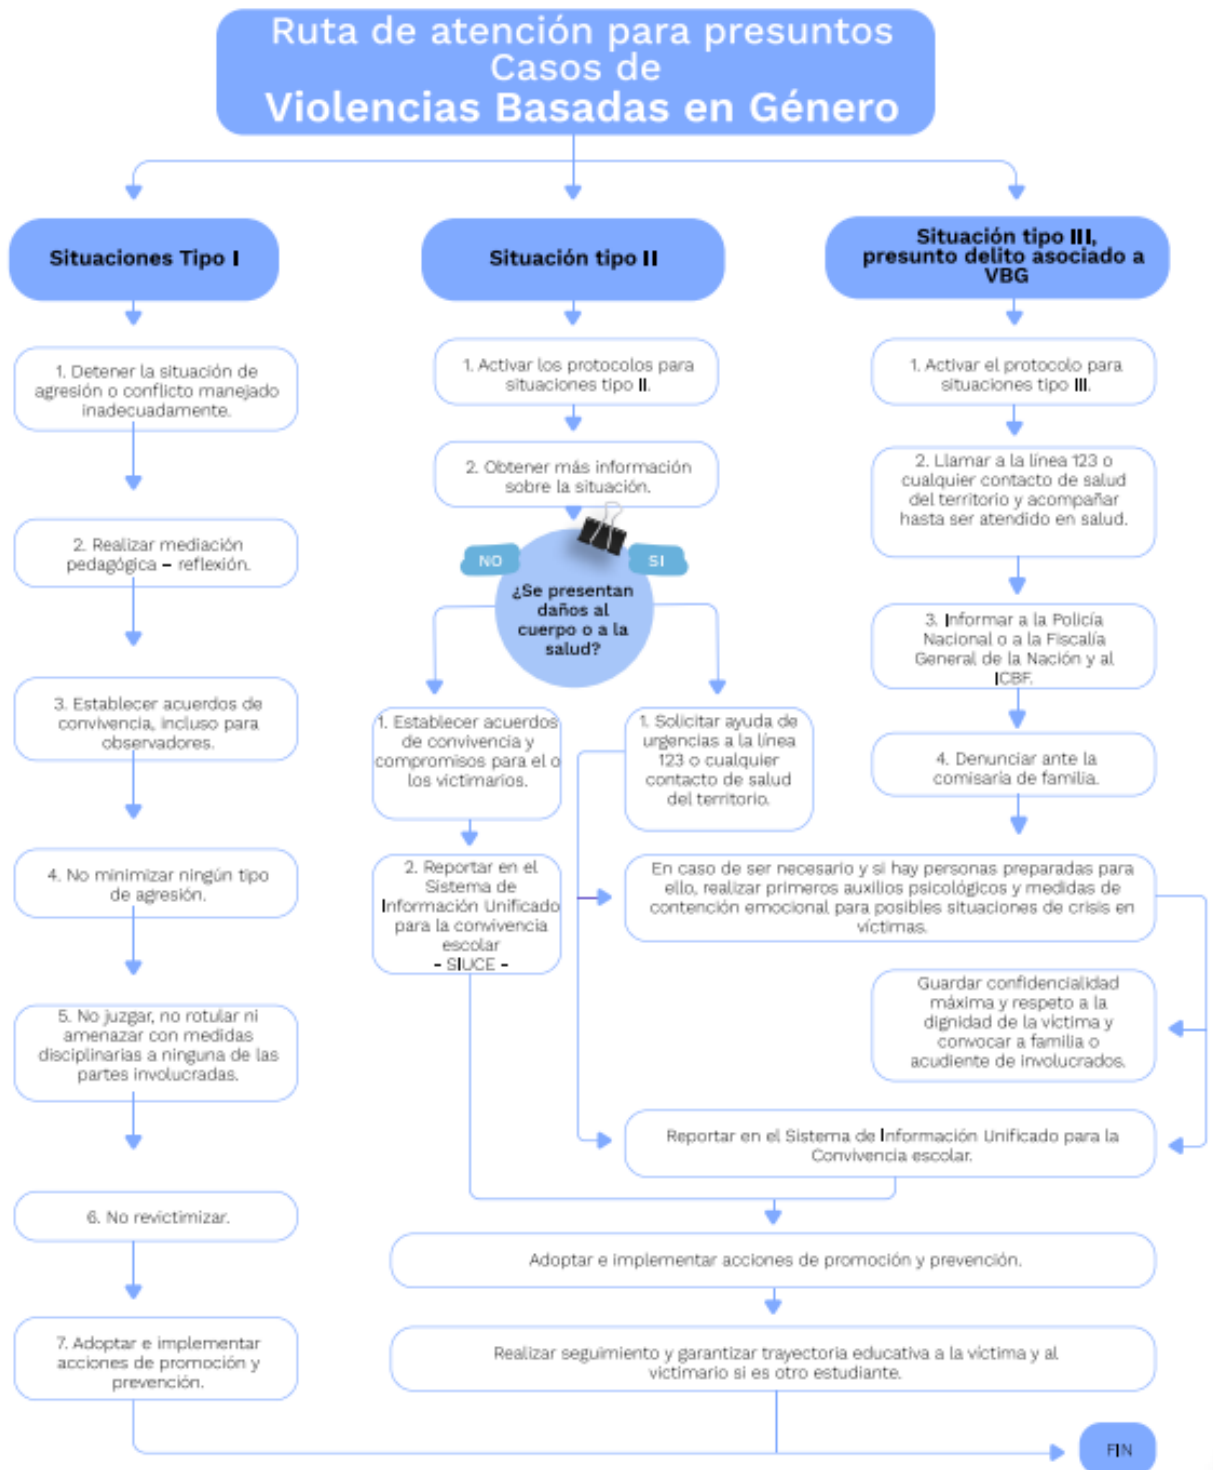 Ruta de atención para presuntos
Casos de
Violencias Basadas en Género
Situaciones Tipo I
1. Detener la situación de
agresión o conflicto manejado
inadecuadamente.
2. Realizar mediación
pedagógica – reflexión.
3. Establecer acuerdos de
convivencia, incluso para
observadores.
4. No minimizar ningún tipo
de agresión.
5. No juzgar, no rotular ni
amenazar con medidas
disciplinarias a ninguna de las
partes involucradas.
6. No revictimizar.
7. Adoptar e implementar
acciones de promoción y
prevención.
Situación tipo II
1. Activar los protocolos para
situaciones tipo II.
2. Obtener más información
sobre la situación.
NO
SI
¿Se presentan
daños al
cuerpo o a la
salud?
1. Establecer acuerdos
de convivencia y
compromisos para el o
los victimarios.
2. Reportar en el
Sistema de
Información Unificado
para la convivencia
escolar
– SIUCE –
1. Solicitar ayuda de
urgencias a la línea
123 o cualquier
contacto de salud
del territorio.
Situación tipo III,
presunto delito asociado a
VBG
1. Activar el protocolo para
situaciones tipo III.
2. Llamar a la línea 123 o
cualquier contacto de salud
del territorio y acompañar
hasta ser atendido en salud.
3. Informar a la Policía
Nacional o a la Fiscalía
General de la Nación y al
ICBF.
4. Denunciar ante la
comisaría de familia.
En caso de ser necesario y si hay personas preparadas para
ello, realizar primeros auxilios psicológicos y medidas de
contención emocional para posibles situaciones de crisis en
víctimas.
Guardar confidencialidad
máxima y respeto a la
dignidad de la víctima y
convocar a familia o
acudiente de involucrados.
Reportar en el Sistema de Información Unificado para la
Convivencia escolar.
Adoptar e implementar acciones de promoción y prevención.
Realizar seguimiento y garantizar trayectoria educativa a la víctima y al
victimario si es otro estudiante.
FIN